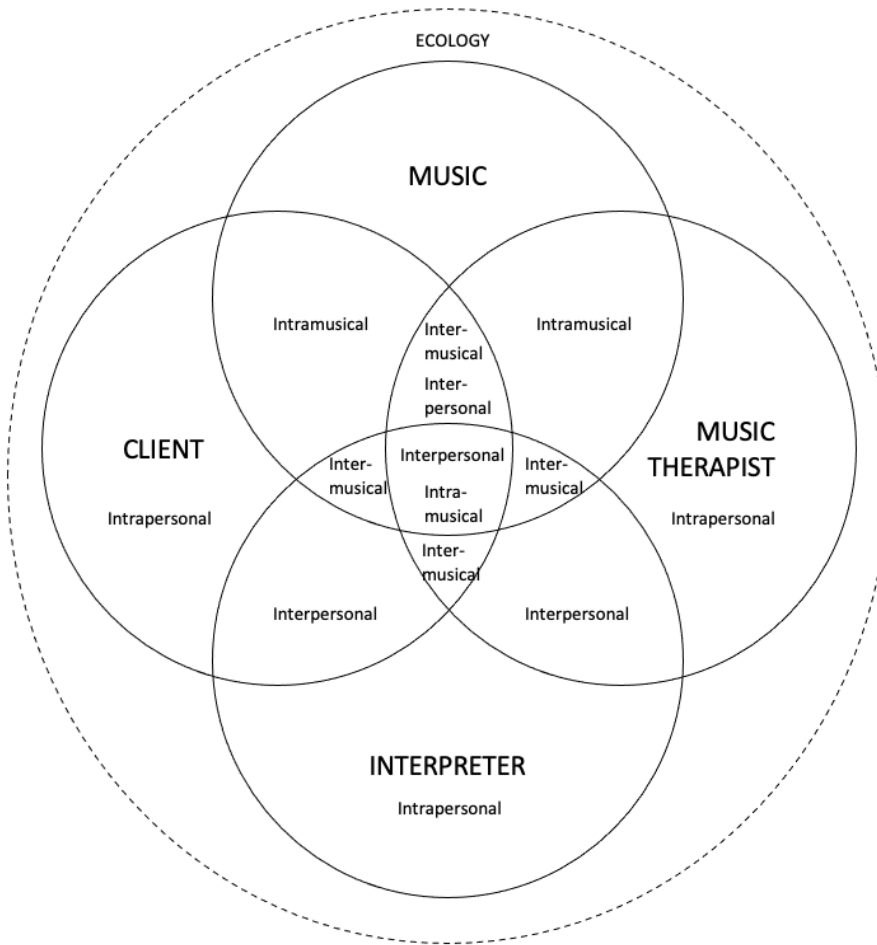 ECOLOGY
MUSIC
Intramusical
Inter-
musical
Inter-
personal
Intramusical
CLIENT
Intrapersonal
Inter-
musical
Interpersonal
Intra-
musical
Inter-
musical
MUSIC
THERAPIST
Intrapersonal
Inter-
musical
Interpersonal
Interpersonal
INTERPRETER
Intrapersonal